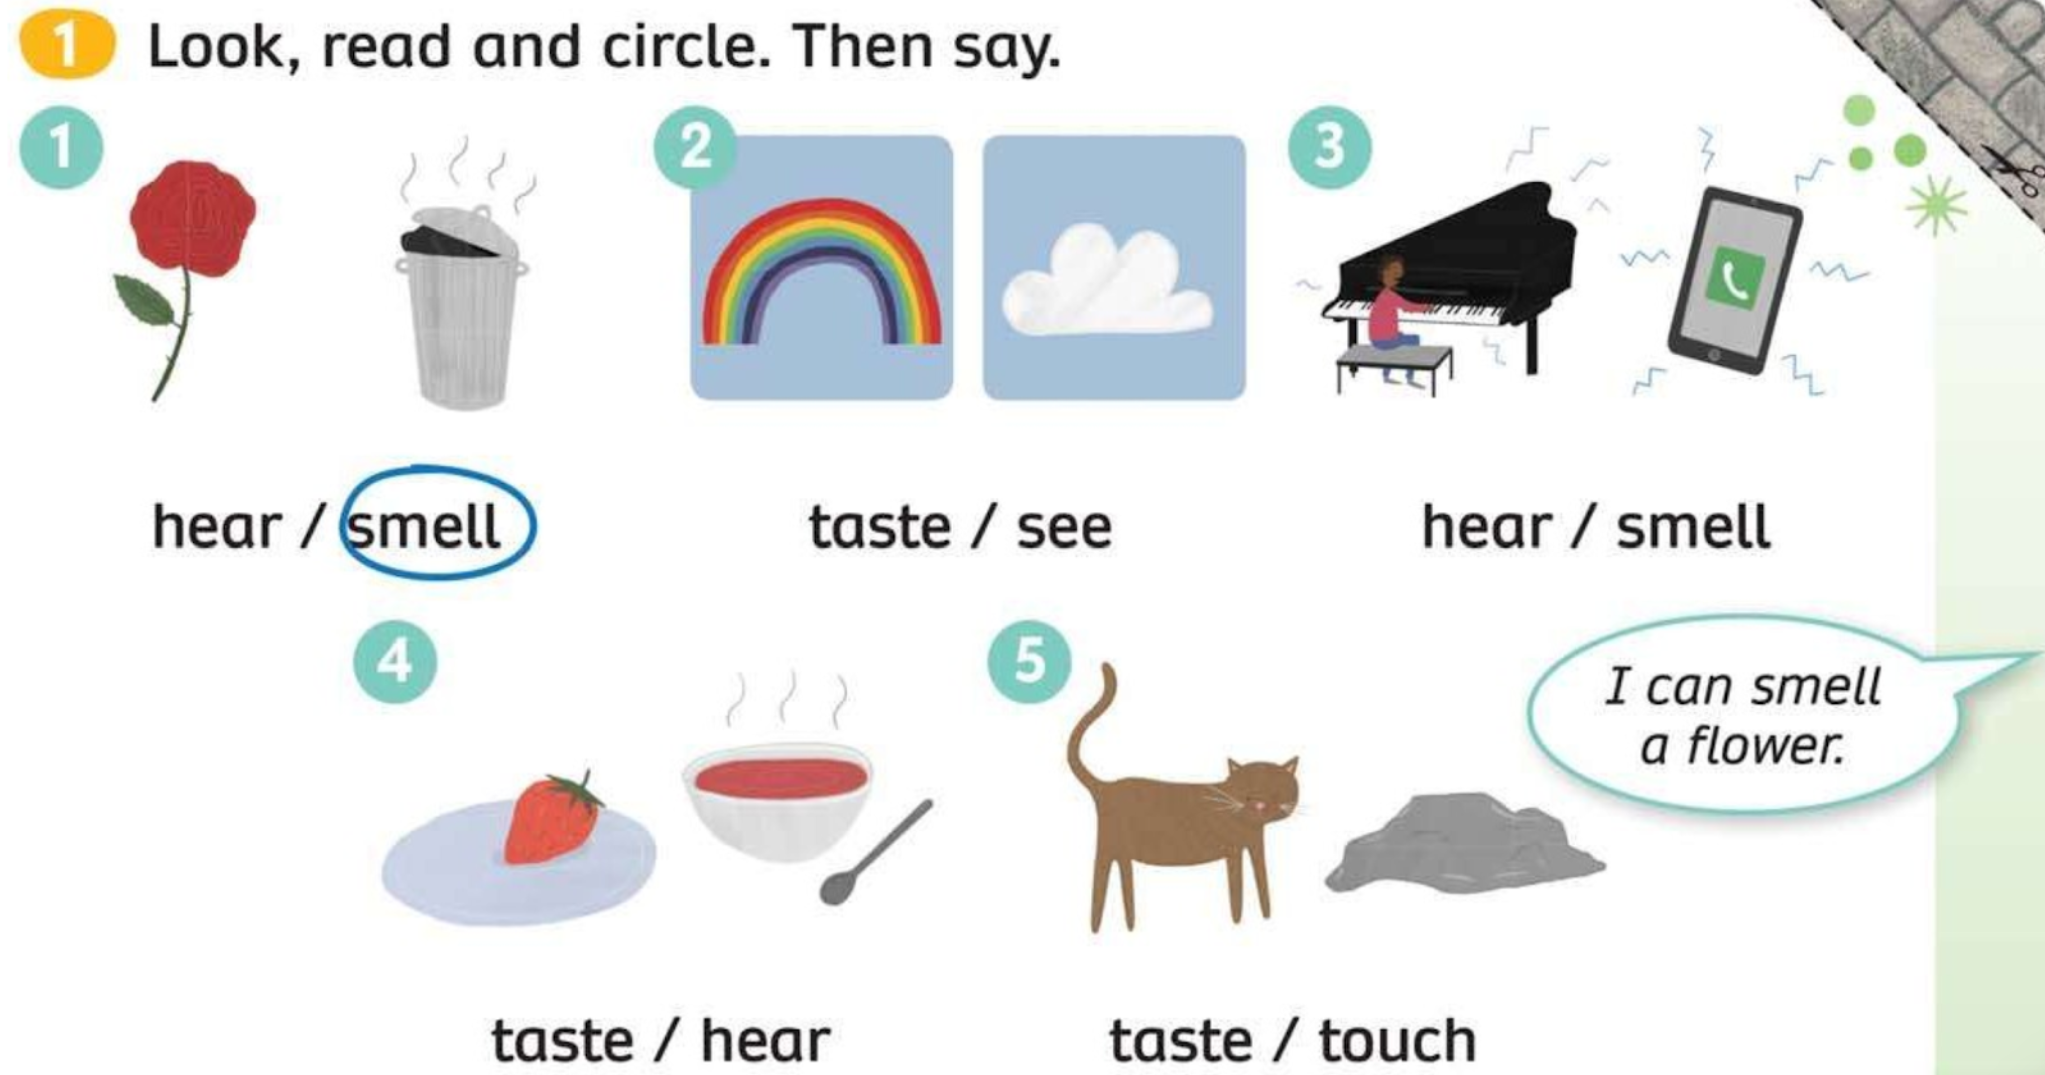 1 Look, read and circle. Then say.
1
2
3
hear / smell
taste / see
hear / smell
4
5
I can smell
a flower.
taste / hear
taste / touch